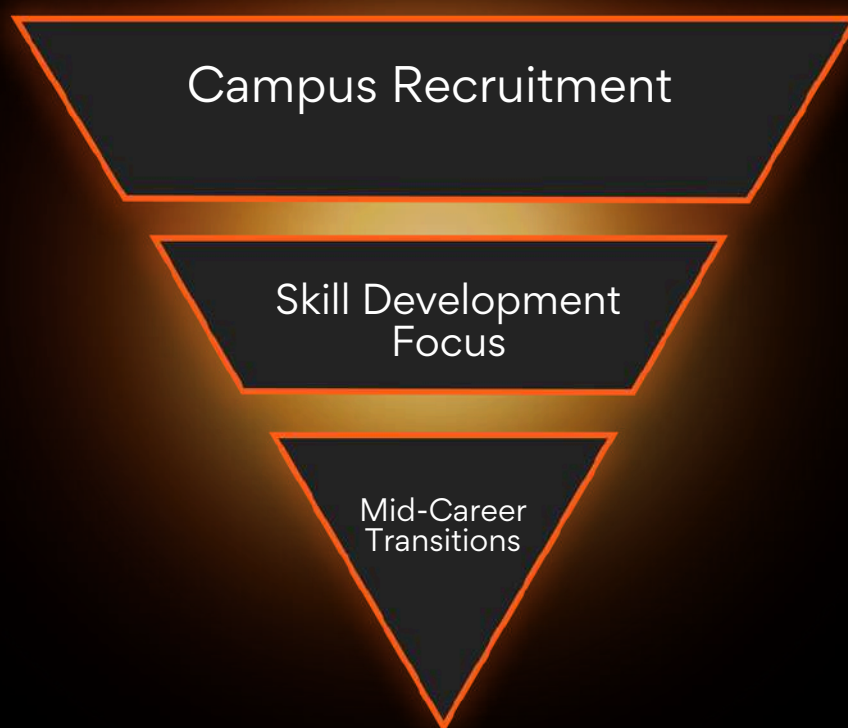 Campus Recruitment
Skill Development
Focus
Mid-Career
Transitions